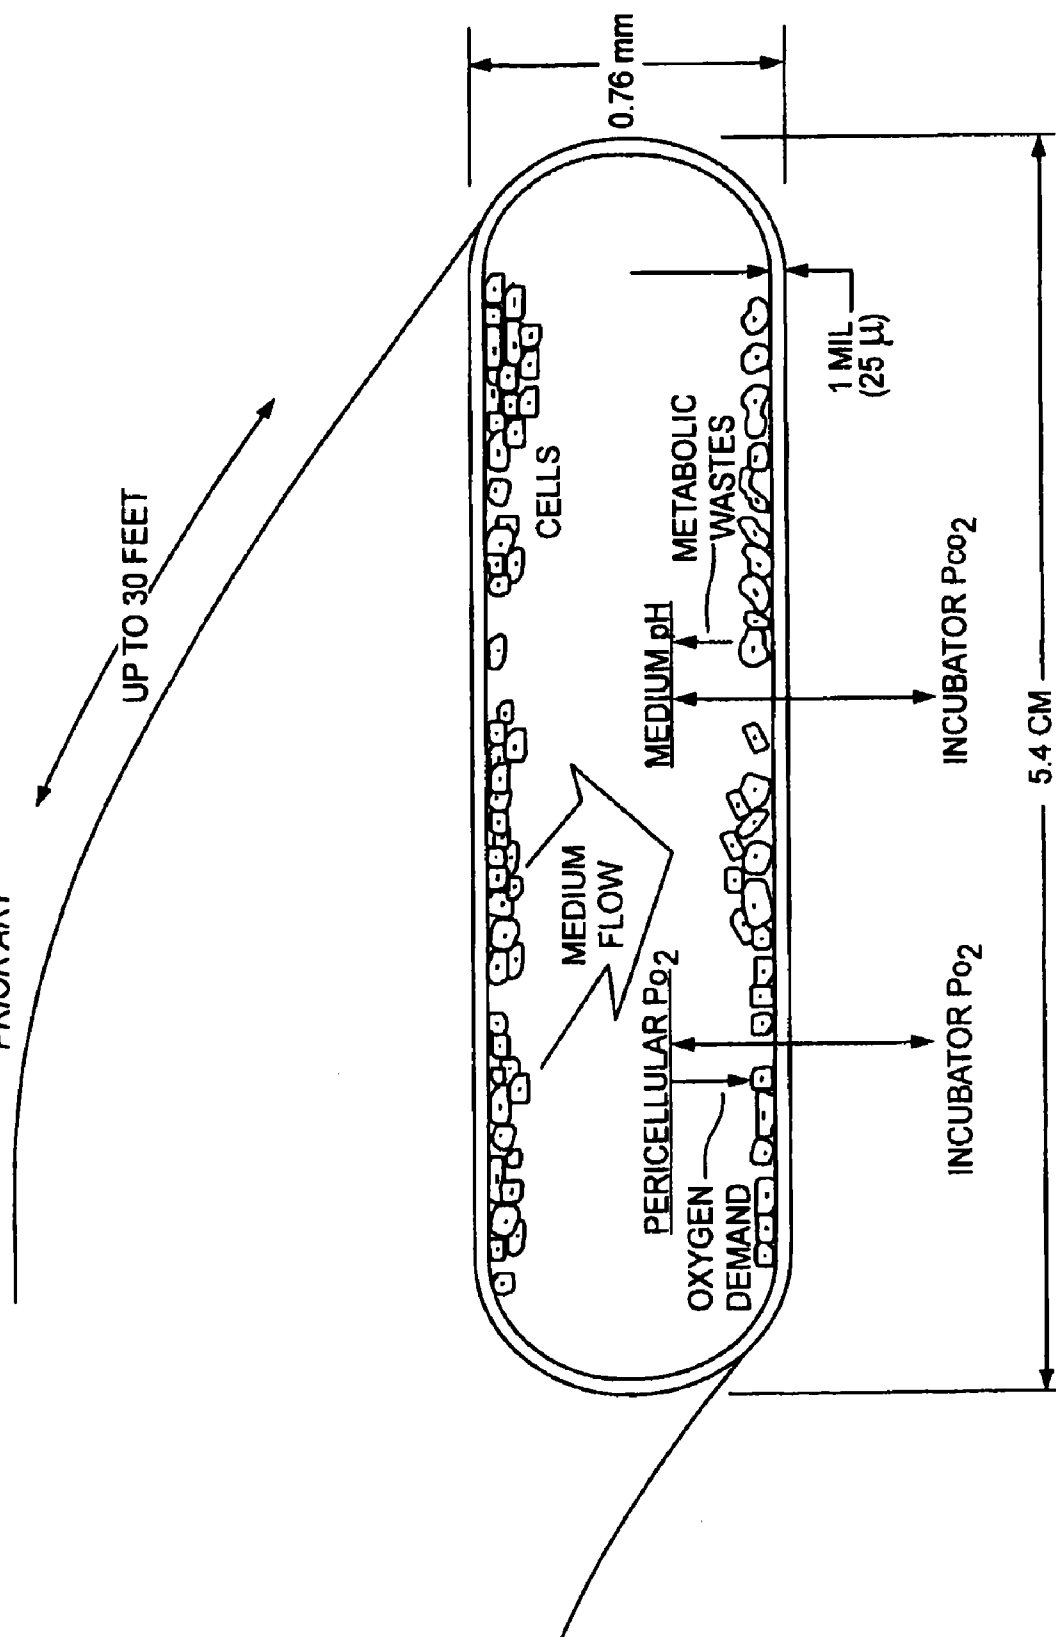 PRIOR ART
UP TO 30 FEET
0.76 mm
CELLS
MEDIUM
FLOW
METABOLIC
WASTES
MEDIUM pH
PERICELLULAR Po2
OXYGEN
DEMAND
1 MIL
(25 µ)
INCUBATOR Po2
INCUBATOR Pco2
5.4 CM